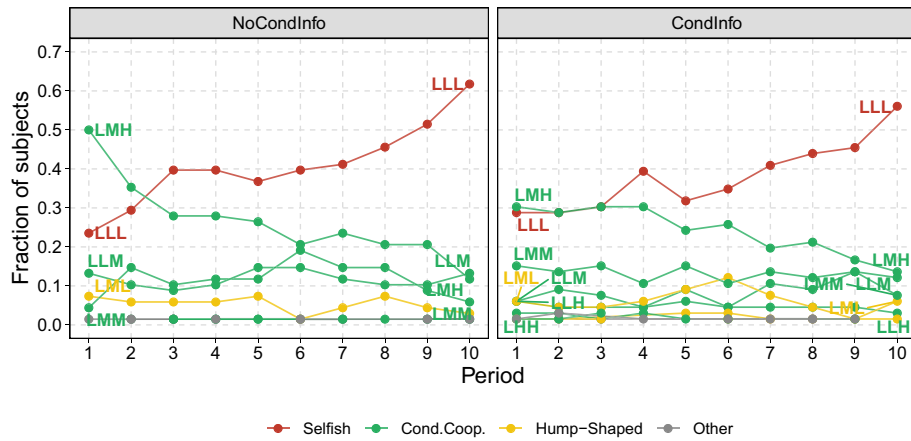 NoCondInfo CondInfo
Fraction of subjects
0.7
0.6
0.5
0.4
0.3
0.2
0.1
0.0
LLL
LMH
LLL
LLM
LML
LMM
LLM
LMH
LMM
1 2 3 4 5 6 7 8 9 10
LLL
LMH
LLL
LMM
LML
LLM
LLH
LHH
LMH
LMM
LLM
LML
LLH
1 2 3 4 5 6 7 8 9 10
Period
Selfish Cond.Coop. Hump−Shaped Other